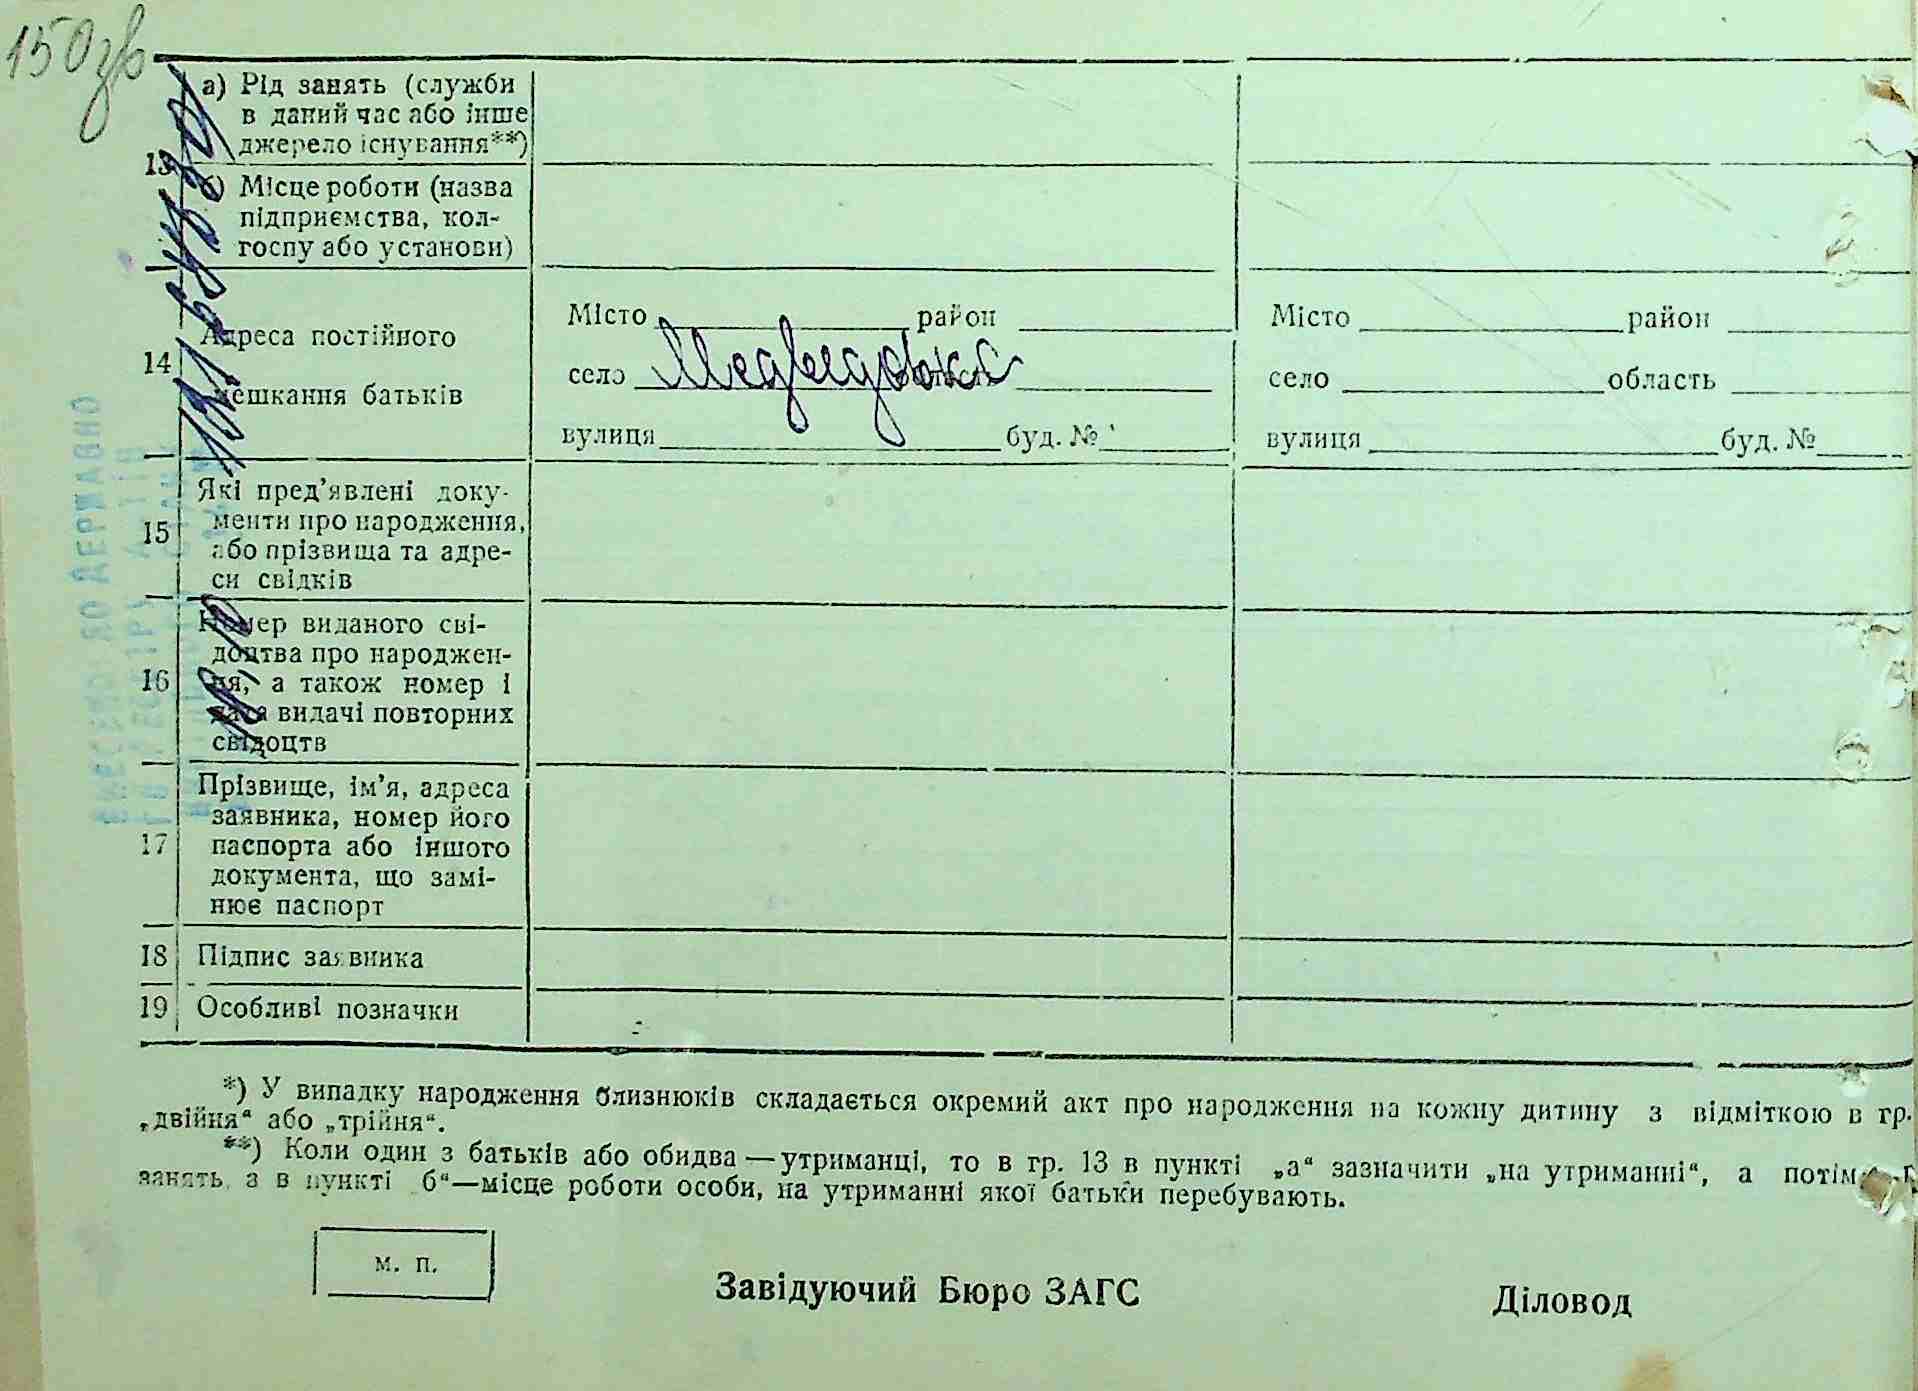 150зв
13
а) Рід занять (служби
в даний час або інше
джерело існування**)
б) Місце роботи (назва
підприємства, кол-
госпу або установи)
14
Адреса постійного
мешкання батьків
Місто район
село Медведовка область
вулиця буд. №
Місто район
село область
вулиця буд. №
15
Які пред’явлені доку-
менти про народження,
або прізвища та адре-
си свідків
16
Номер виданого сві-
доцтва про народжен-
ня, а також номер і
дата видачі повторних
свідоцтв
17
Прізвище, ім’я, адреса
заявника, номер його
паспорта або іншого
документа, що замі-
нює паспорт
18 Підпис заявника
19 Особливі позначки
ВНЕСЕНО ДО ДЕРЖАВНО
*) У випадку народження близнюків складається окремий акт про народження на кожну дитину з відміткою в гр.
„двійня“ або „трійня“.
**) Коли один з батьків або обидва — утриманці, то в гр. 13 в пункті „а“ зазначити „на утриманні“, а потім
занять, а в пункті б“—місце роботи особи, на утриманні якої батьки перебувають.
м. п.
Завідуючий Бюро ЗАГС
Діловод